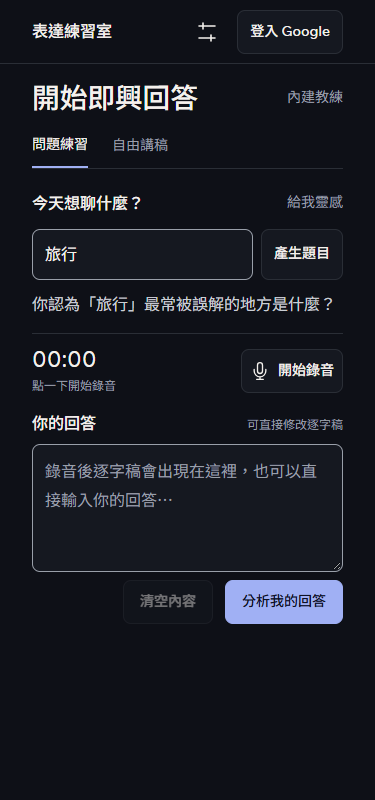 表達練習室
登入 Google
開始即興回答
內建教練
問題練習
自由講稿
今天想聊什麼？
給我靈感
旅行
產生題目
你認為「旅行」最常被誤解的地方是什麼？
00:00
點一下開始錄音
開始錄音
你的回答
可直接修改逐字稿
錄音後逐字稿會出現在這裡，也可以直
接輸入你的回答⋯
清空內容
分析我的回答